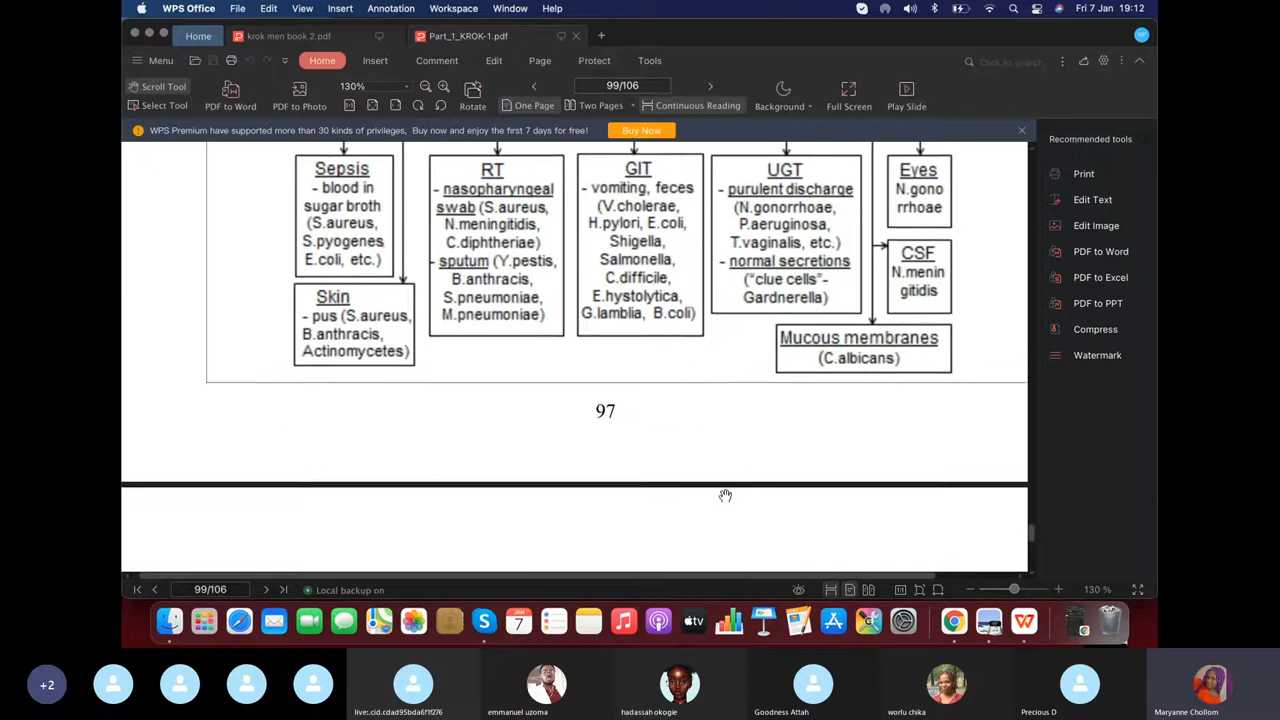 WPS Office File Edit View Insert Annotation Workspace Window Help Fri 7 Jan 19:12
Home krok men book 2.pdf Part_1_KROK-1.pdf
Menu Home Insert Comment Edit Page Protect Tools Click to search
Scroll Tool 130% 99/106
Select Tool PDF to Word PDF to Photo Rotate One Page Two Pages Continuous Reading Background Full Screen Play Slide
WPS Premium have supported more than 30 kinds of privileges, Buy now and enjoy the first 7 days for free! Buy Now
Recommended tools
Print
Edit Text
Edit Image
PDF to Word
PDF to Excel
PDF to PPT
Compress
Watermark
Sepsis
- blood in
sugar broth
(S.aureus,
S.pyogenes
E.coli, etc.)
Skin
- pus (S.aureus,
B.anthracis,
Actinomycetes)
RT
- nasopharyngeal
swab (S.aureus,
N.meningitidis,
C.diphtheriae)
- sputum (Y.pestis,
B.anthracis,
S.pneumoniae,
M.pneumoniae)
GIT
- vomiting, feces
(V.cholerae,
H.pylori, E.coli,
Shigella,
Salmonella,
C.difficile,
E.hystolytica,
G.lamblia, B.coli)
UGT
- purulent discharge
(N.gonorrhoae,
P.aeruginosa,
T.vaginalis, etc.)
- normal secretions
("clue cells"-
Gardnerella)
Eyes
N.gono
rrhoae
CSF
N.menin
gitidis
Mucous membranes
(C.albicans)
97
99/106 Local backup on 130 %
JAN
7
tv
+2
live:.cid.cdad95bda6f1f276
emmanuel uzoma
hadassah okogie
Goodness Attah
worlu chika
Precious D
Maryanne Chollom